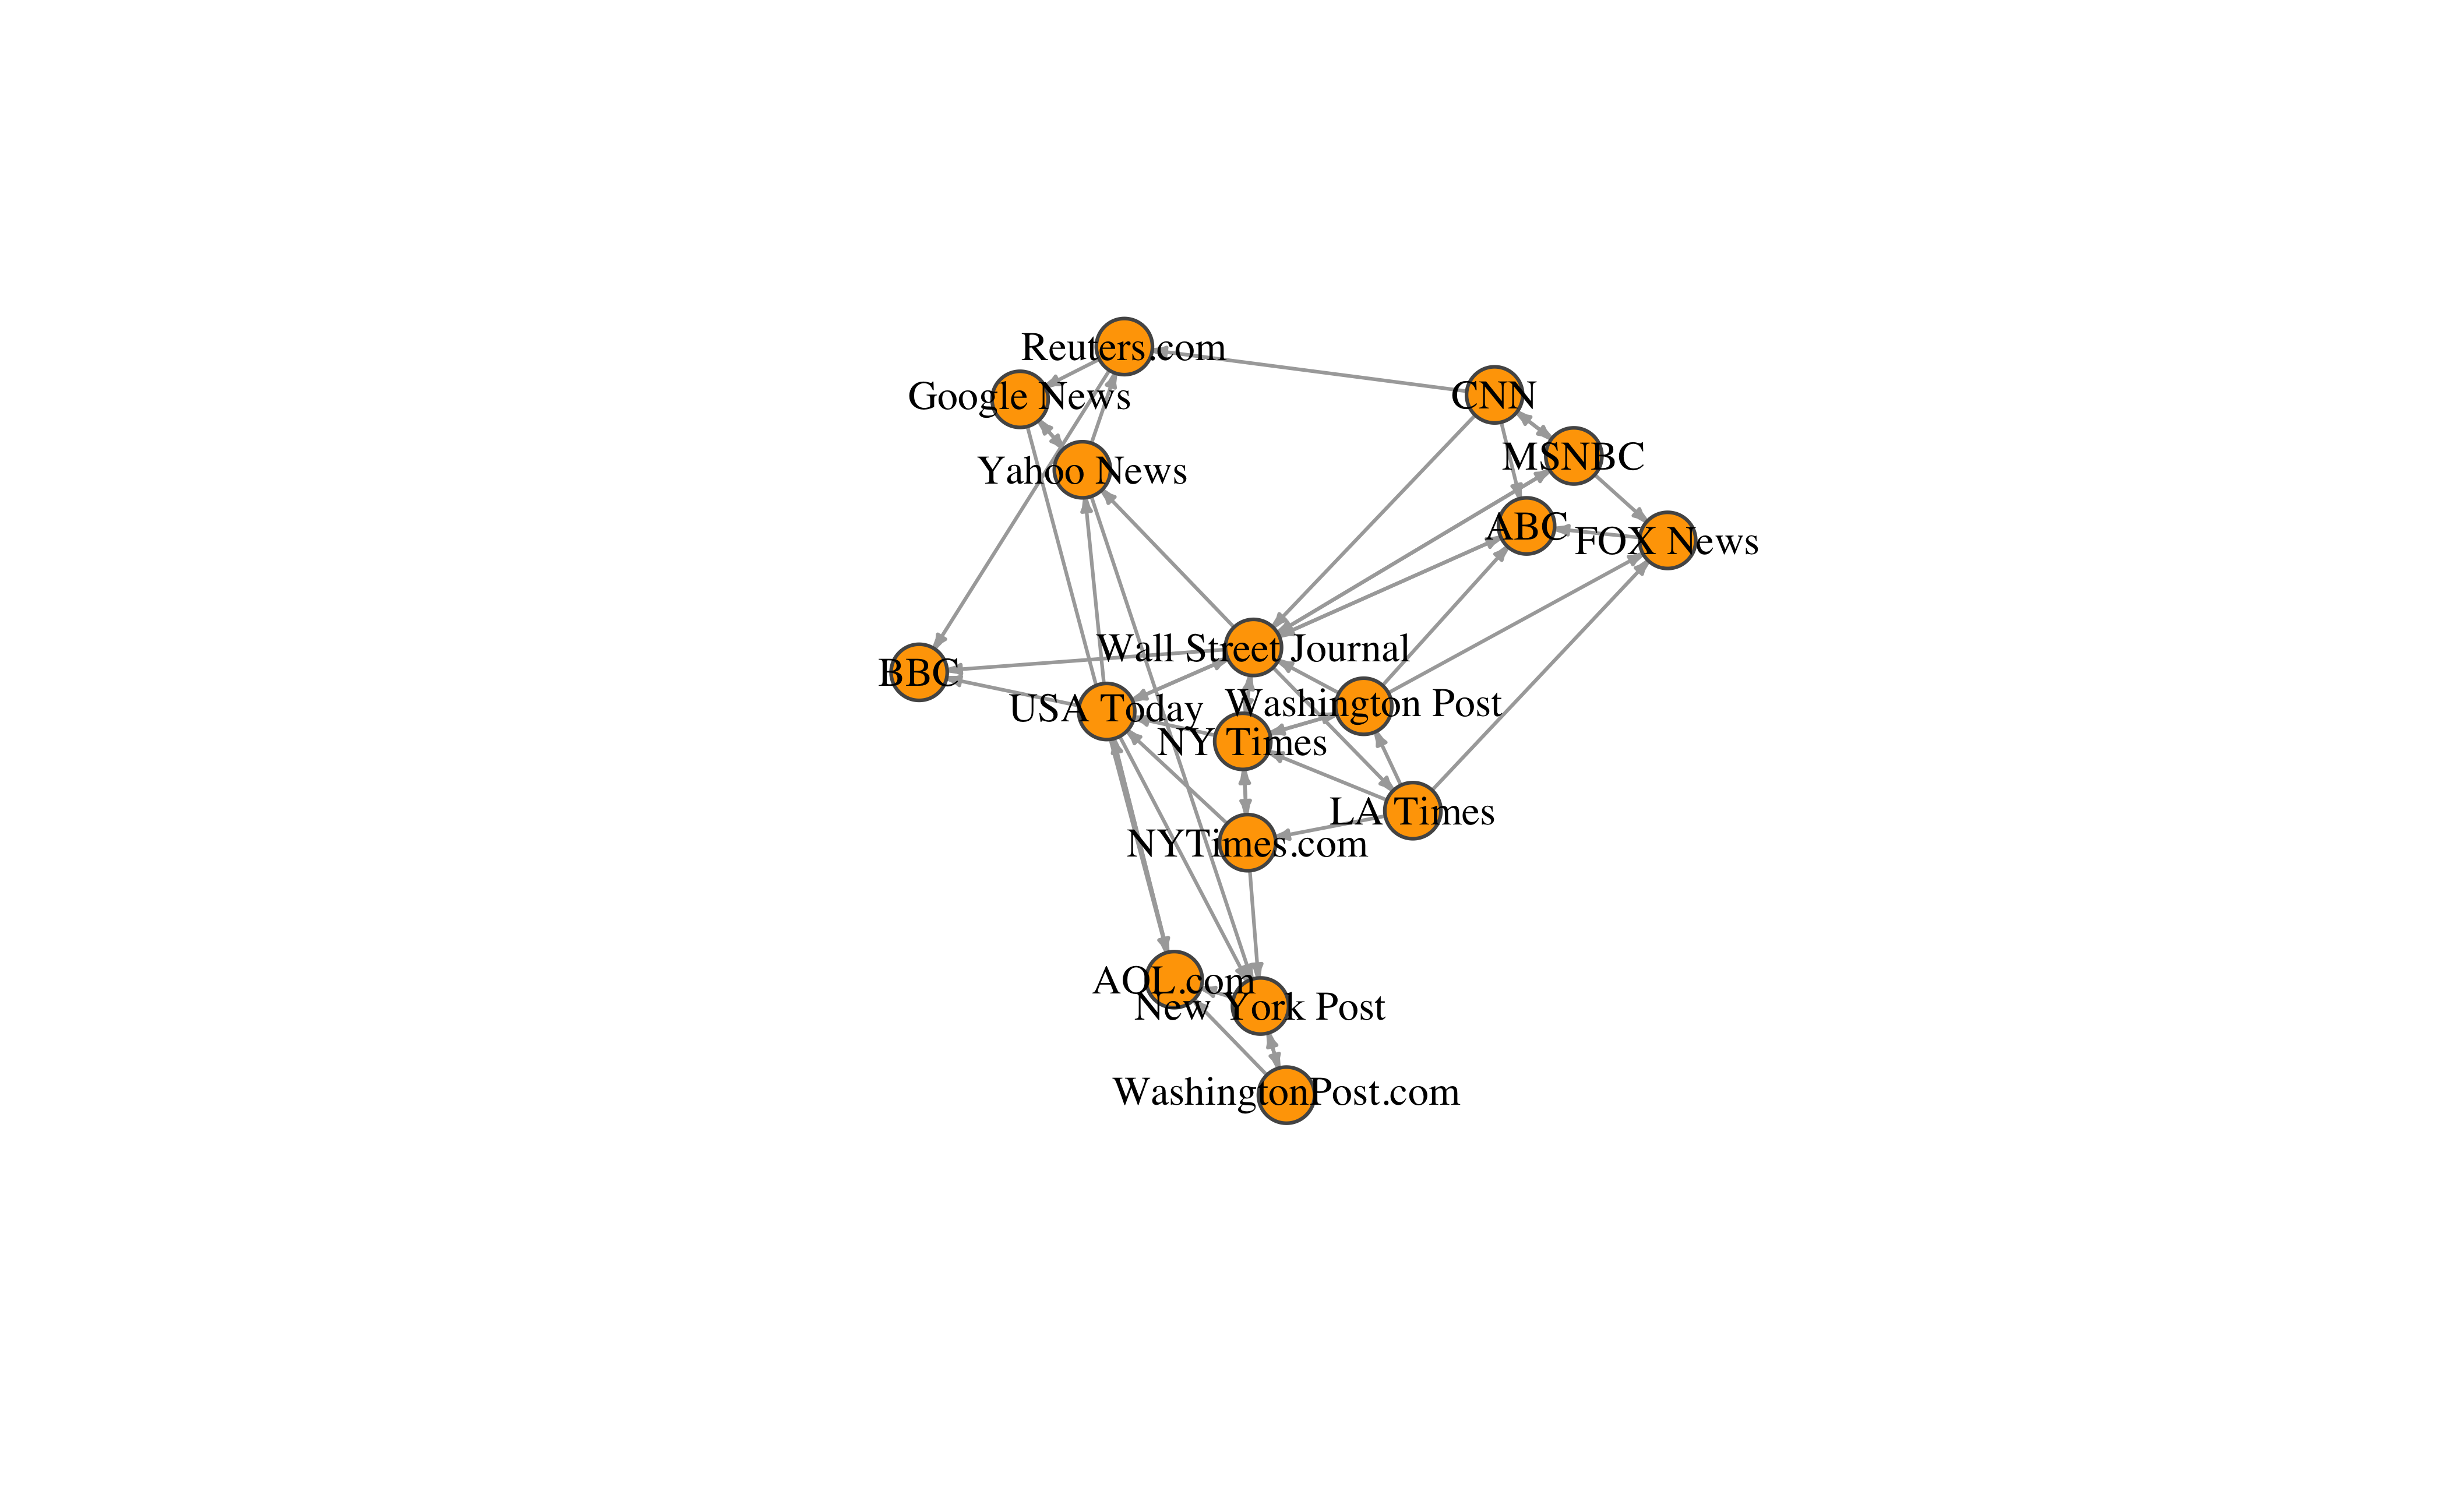 Reuters.com
Google News
CNN
MSNBC
Yahoo News
ABC
FOX News
Wall Street Journal
BBC
USA Today
Washington Post
NY Times
LA Times
NYTimes.com
AOL.com
New York Post
WashingtonPost.com